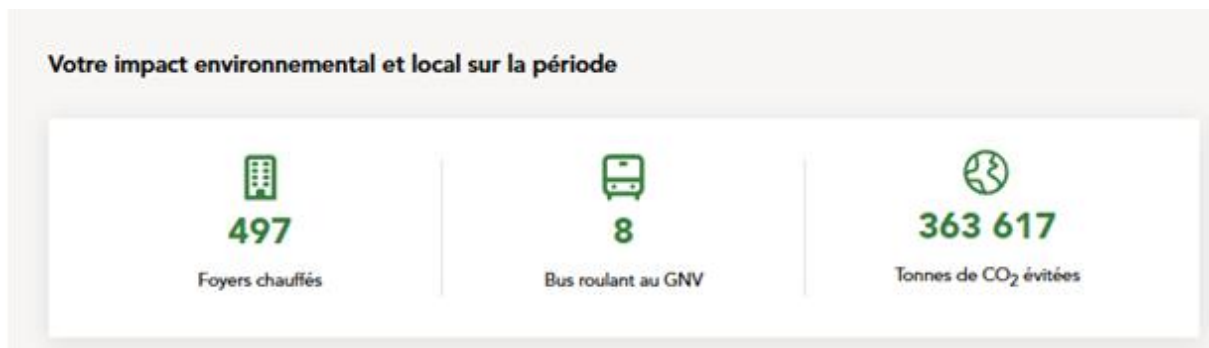 Votre impact environnemental et local sur la période
497
Foyers chauffés
8
Bus roulant au GNV
363 617
Tonnes de CO₂ évitées